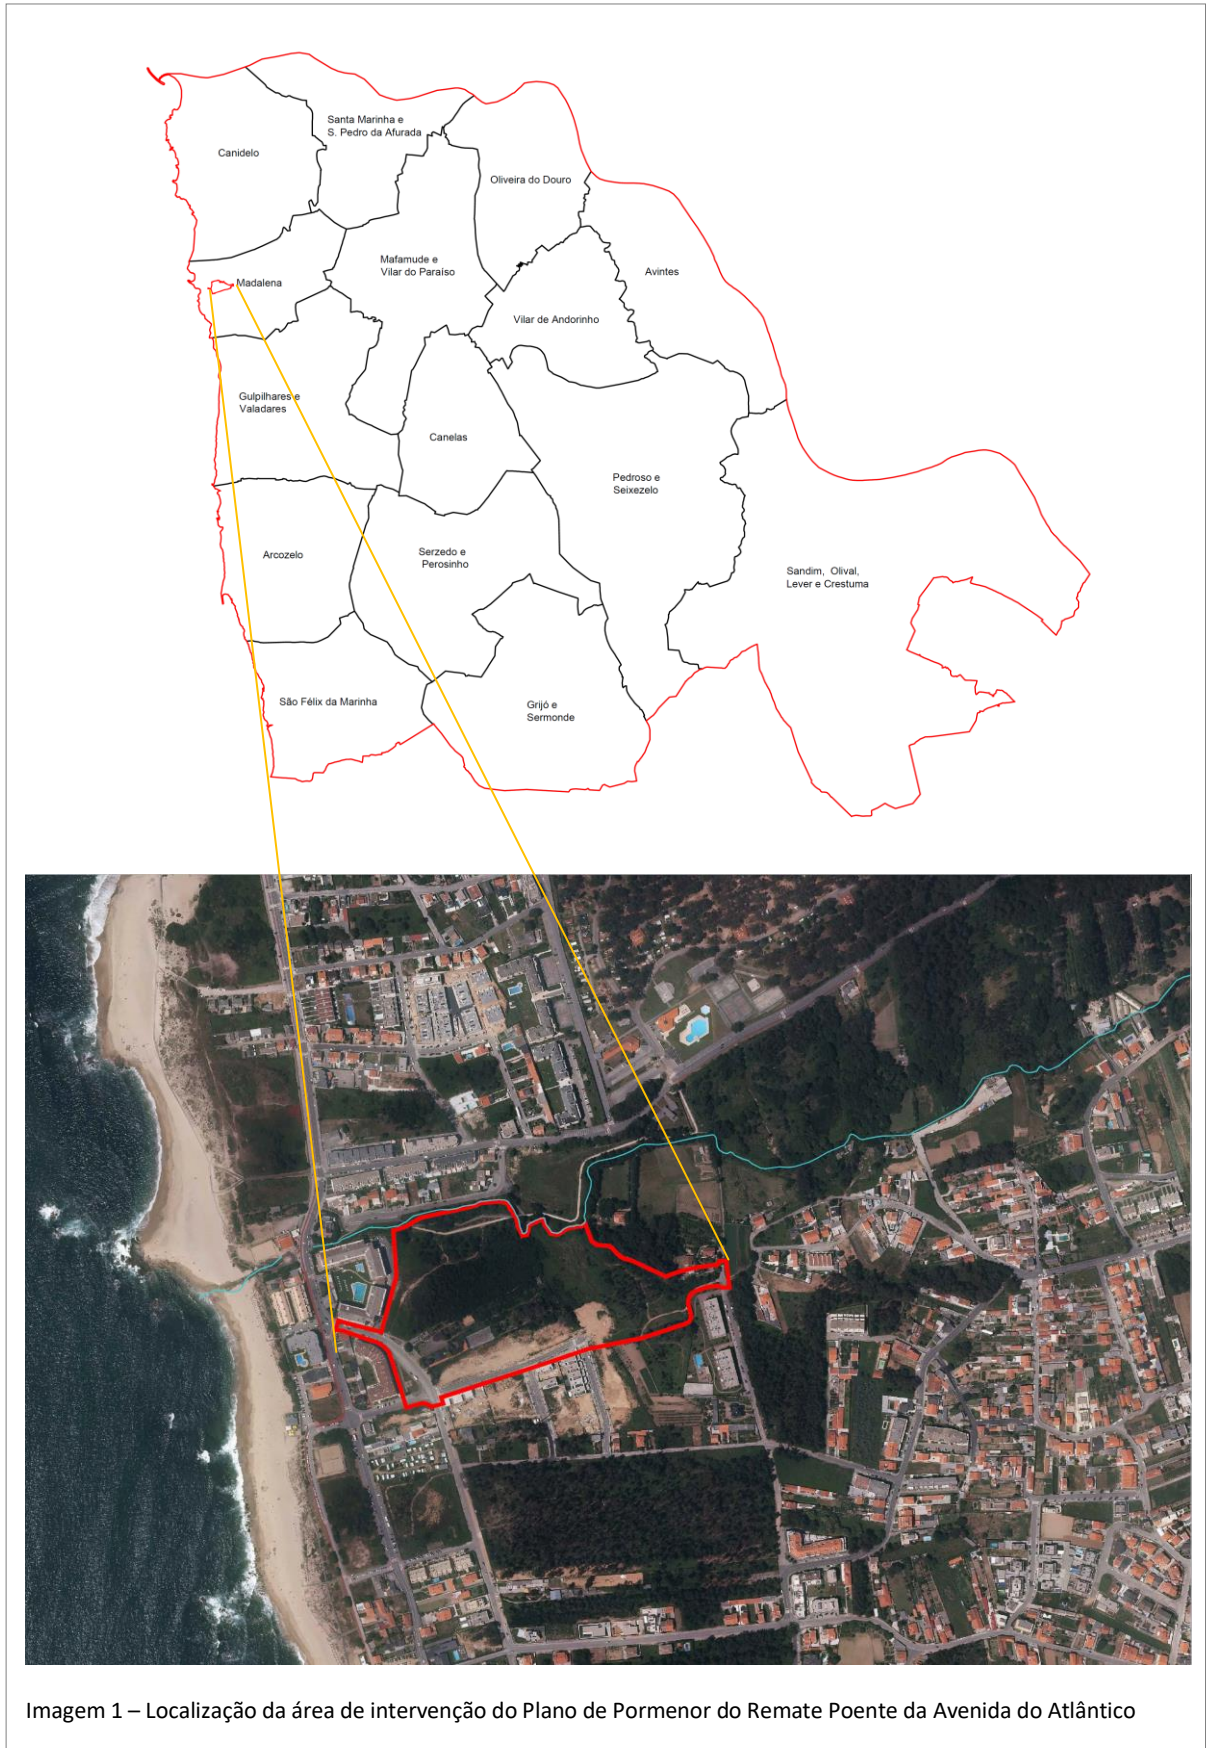 Santa Marinha e
S. Pedro da Afurada
Canidelo
Oliveira do Douro
Mafamude e
Vilar do Paraíso
Avintes
Madalena
Vilar de Andorinho
Gulpilhares e
Valadares
Canelas
Pedroso e
Seixezelo
Arcozelo
Serzedo e
Perosinho
Sandim, Olival,
Lever e Crestuma
São Félix da Marinha
Grijó e
Sermonde
Imagem 1 – Localização da área de intervenção do Plano de Pormenor do Remate Poente da Avenida do Atlântico